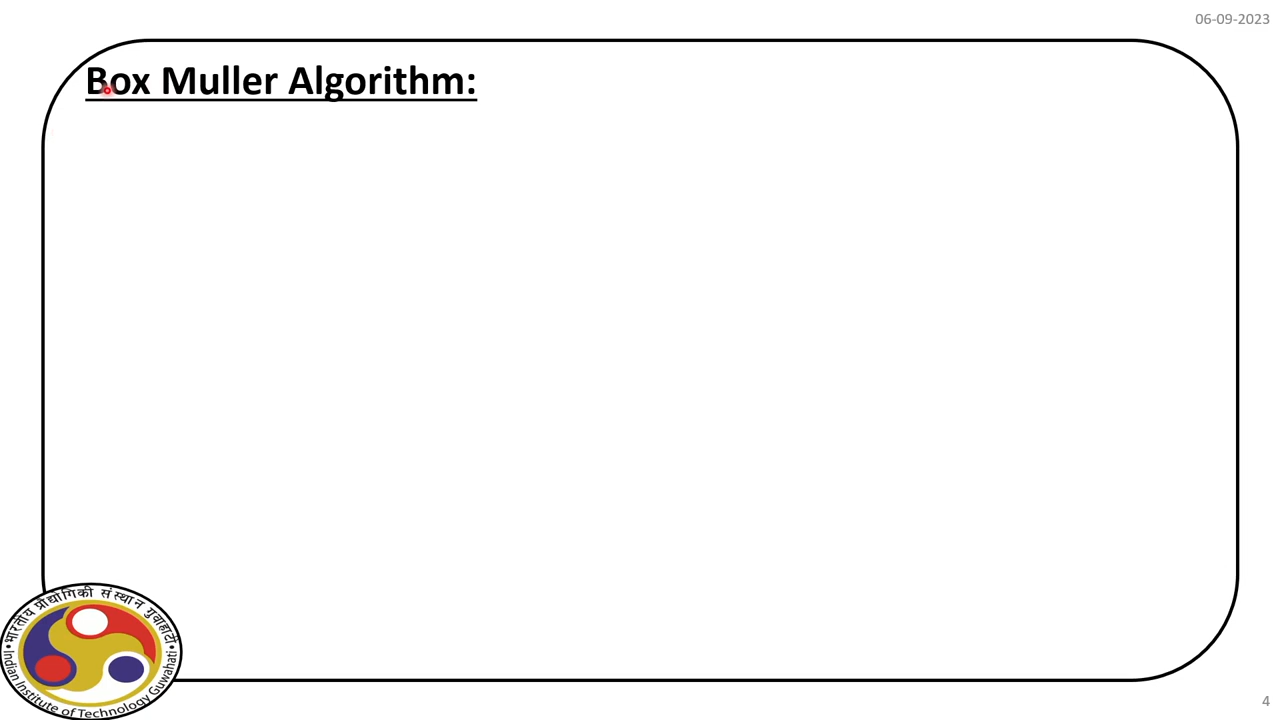 06-09-2023
Box Muller Algorithm:
भारतीय प्रौद्योगिकी संस्थान गुवाहाटी
Indian Institute of Technology Guwahati
4